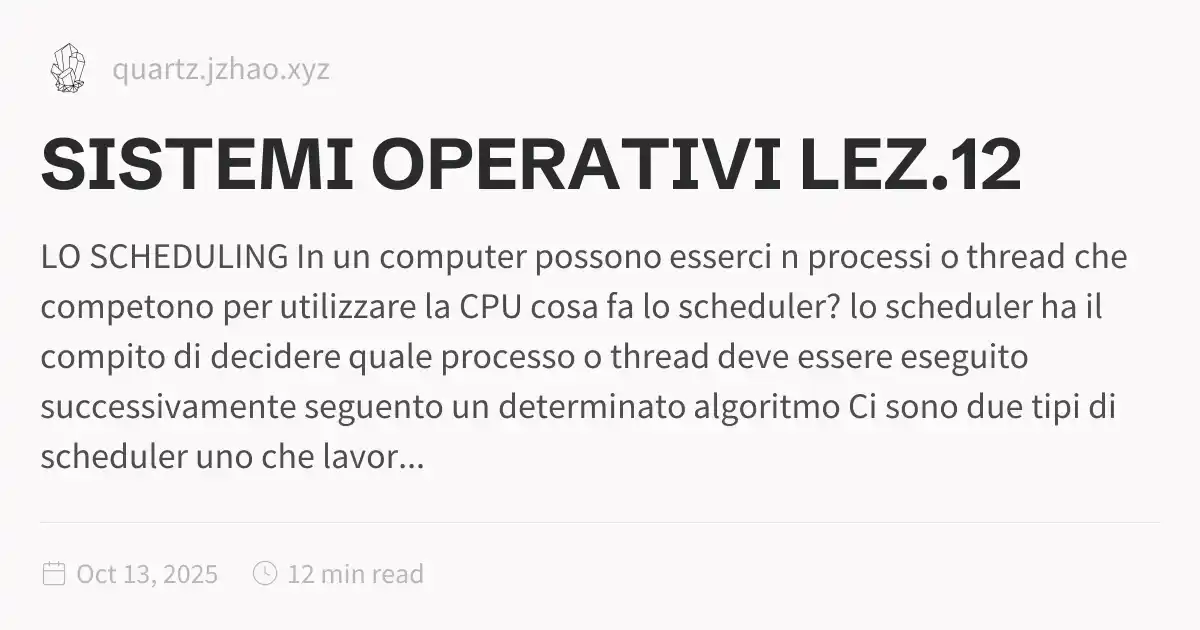 quartz.jzhao.xyz
SISTEMI OPERATIVI LEZ.12
LO SCHEDULING In un computer possono esserci n processi o thread che
competono per utilizzare la CPU cosa fa lo scheduler? lo scheduler ha il
compito di decidere quale processo o thread deve essere eseguito
successivamente seguento un determinato algoritmo Ci sono due tipi di
scheduler uno che lavor...
Oct 13, 2025 12 min read